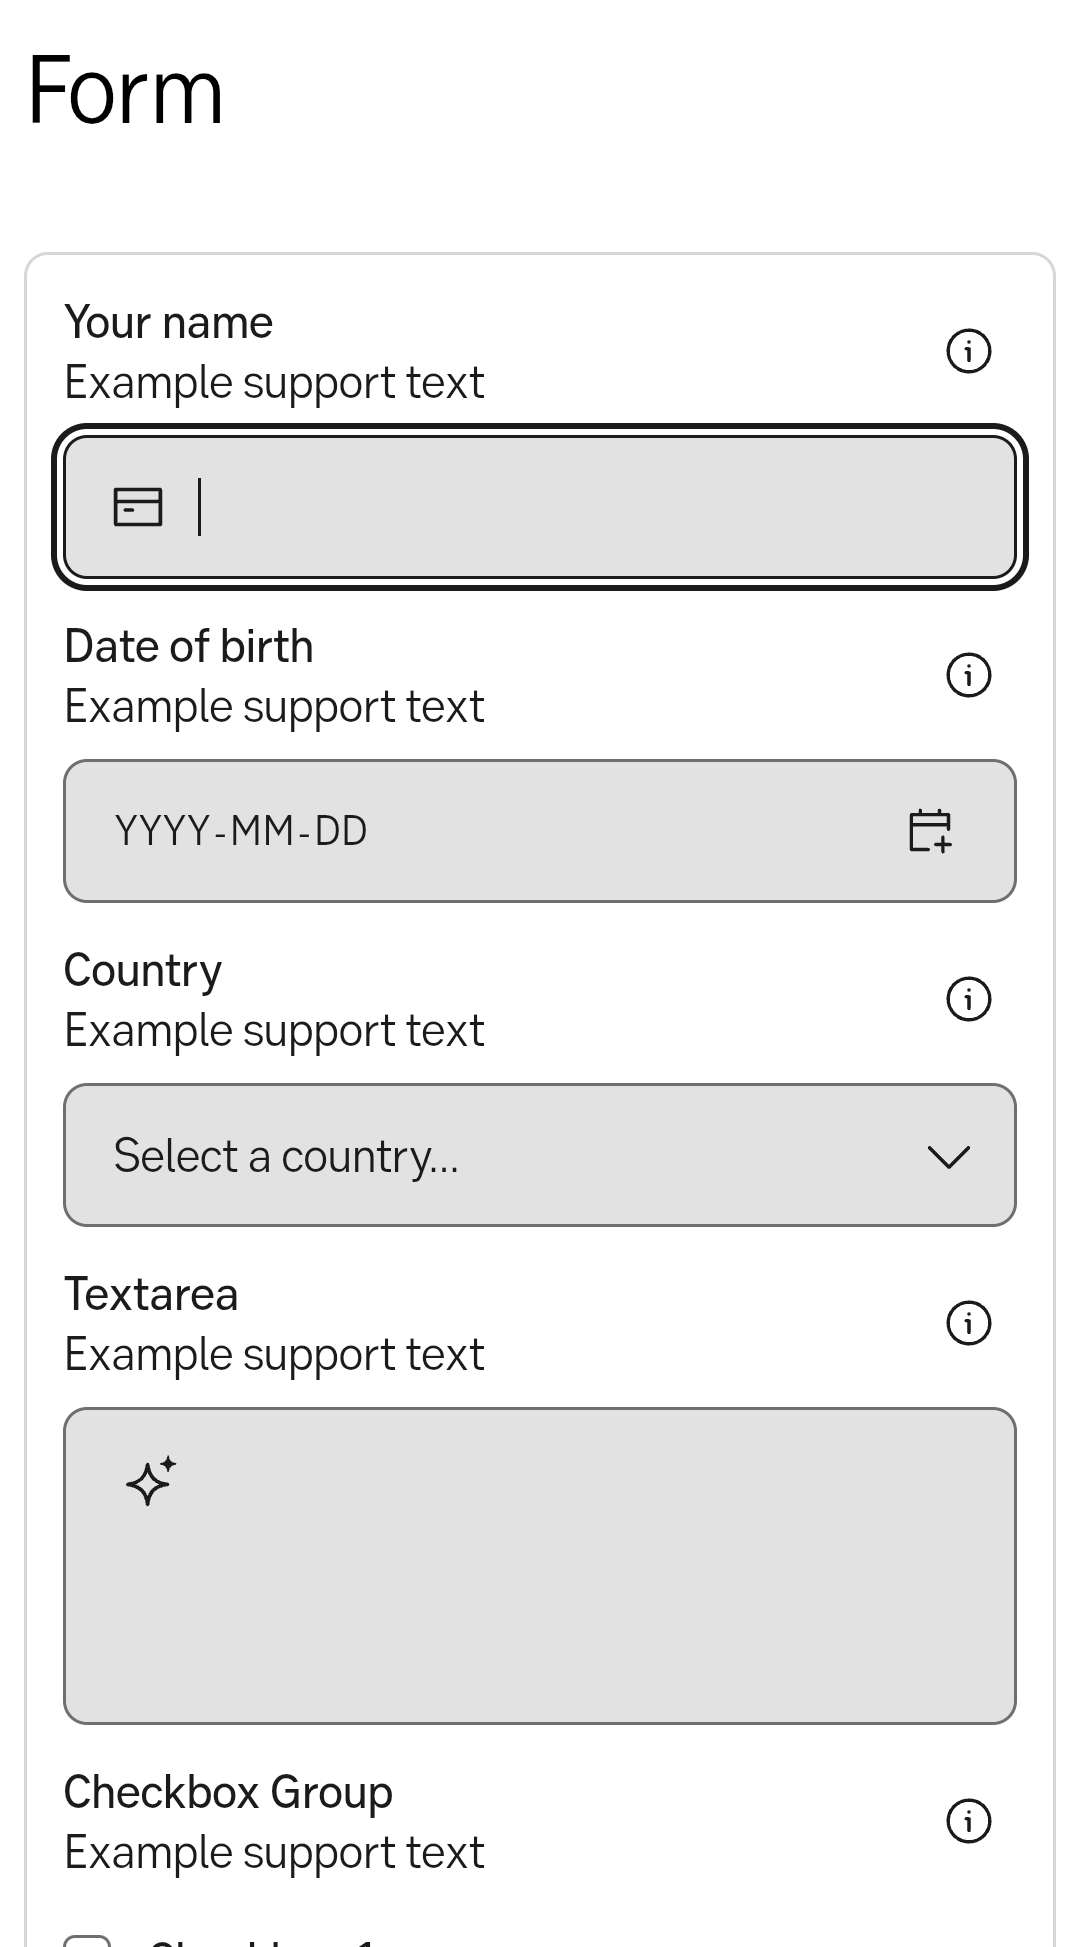 Form
Your name
Example support text
Date of birth
Example support text
YYYY-MM-DD
Country
Example support text
Select a country...
Textarea
Example support text
Checkbox Group
Example support text